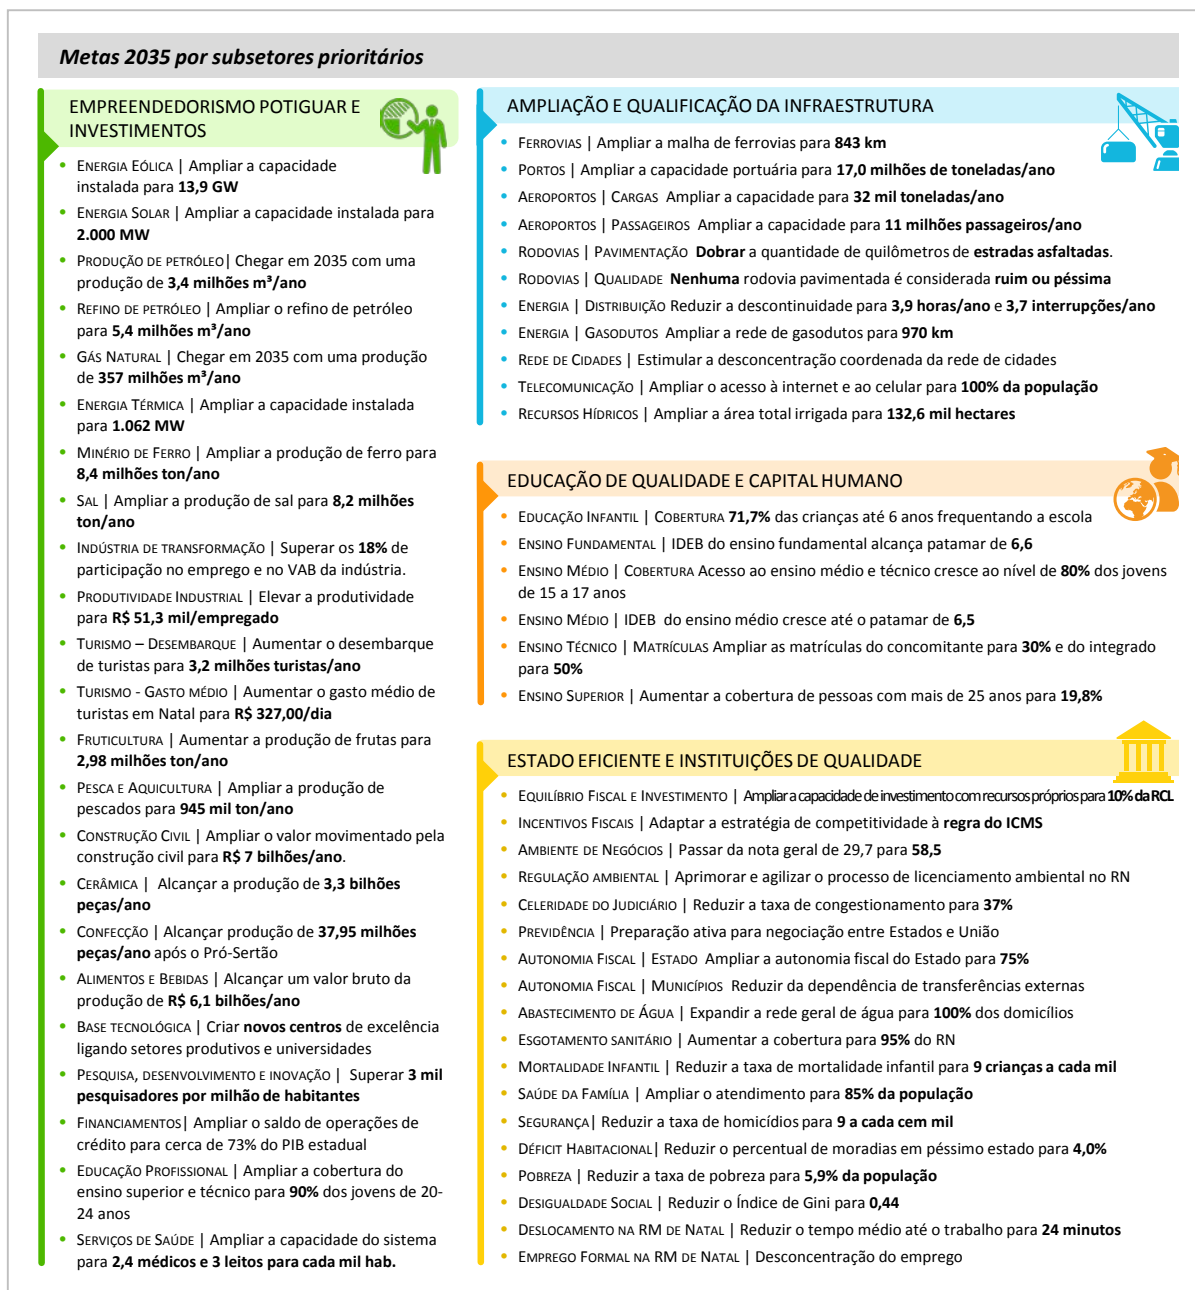 Metas 2035 por subsetores prioritários
EMPREENDEDORISMO POTIGUAR E
INVESTIMENTOS
• ENERGIA EÓLICA | Ampliar a capacidade
instalada para 13,9 GW
• ENERGIA SOLAR | Ampliar a capacidade instalada para
2.000 MW
• PRODUÇÃO DE PETRÓLEO| Chegar em 2035 com uma
produção de 3,4 milhões m³/ano
• REFINO DE PETRÓLEO | Ampliar o refino de petróleo
para 5,4 milhões m³/ano
• GÁS NATURAL | Chegar em 2035 com uma produção
de 357 milhões m³/ano
• ENERGIA TÉRMICA | Ampliar a capacidade instalada
para 1.062 MW
• MINÉRIO DE FERRO | Ampliar a produção de ferro para
8,4 milhões ton/ano
• SAL | Ampliar a produção de sal para 8,2 milhões
ton/ano
• INDÚSTRIA DE TRANSFORMAÇÃO | Superar os 18% de
participação no emprego e no VAB da indústria.
• PRODUTIVIDADE INDUSTRIAL | Elevar a produtividade
para R$ 51,3 mil/empregado
• TURISMO – DESEMBARQUE | Aumentar o desembarque
de turistas para 3,2 milhões turistas/ano
• TURISMO - GASTO MÉDIO | Aumentar o gasto médio de
turistas em Natal para R$ 327,00/dia
• FRUTICULTURA | Aumentar a produção de frutas para
2,98 milhões ton/ano
• PESCA E AQUICULTURA | Ampliar a produção de
pescados para 945 mil ton/ano
• CONSTRUÇÃO CIVIL | Ampliar o valor movimentado pela
construção civil para R$ 7 bilhões/ano.
• CERÂMICA | Alcançar a produção de 3,3 bilhões
peças/ano
• CONFECÇÃO | Alcançar produção de 37,95 milhões
peças/ano após o Pró-Sertão
• ALIMENTOS E BEBIDAS | Alcançar um valor bruto da
produção de R$ 6,1 bilhões/ano
• BASE TECNOLÓGICA | Criar novos centros de excelência
ligando setores produtivos e universidades
• PESQUISA, DESENVOLVIMENTO E INOVAÇÃO | Superar 3 mil
pesquisadores por milhão de habitantes
• FINANCIAMENTOS| Ampliar o saldo de operações de
crédito para cerca de 73% do PIB estadual
• EDUCAÇÃO PROFISSIONAL | Ampliar a cobertura do
ensino superior e técnico para 90% dos jovens de 20-
24 anos
• SERVIÇOS DE SAÚDE | Ampliar a capacidade do sistema
para 2,4 médicos e 3 leitos para cada mil hab.
AMPLIAÇÃO E QUALIFICAÇÃO DA INFRAESTRUTURA
• FERROVIAS | Ampliar a malha de ferrovias para 843 km
• PORTOS | Ampliar a capacidade portuária para 17,0 milhões de toneladas/ano
• AEROPORTOS | CARGAS Ampliar a capacidade para 32 mil toneladas/ano
• AEROPORTOS | PASSAGEIROS Ampliar a capacidade para 11 milhões passageiros/ano
• RODOVIAS | PAVIMENTAÇÃO Dobrar a quantidade de quilômetros de estradas asfaltadas.
• RODOVIAS | QUALIDADE Nenhuma rodovia pavimentada é considerada ruim ou péssima
• ENERGIA | DISTRIBUIÇÃO Reduzir a descontinuidade para 3,9 horas/ano e 3,7 interrupções/ano
• ENERGIA | GASODUTOS Ampliar a rede de gasodutos para 970 km
• REDE DE CIDADES | Estimular a desconcentração coordenada da rede de cidades
• TELECOMUNICAÇÃO | Ampliar o acesso à internet e ao celular para 100% da população
• RECURSOS HÍDRICOS | Ampliar a área total irrigada para 132,6 mil hectares
EDUCAÇÃO DE QUALIDADE E CAPITAL HUMANO
• EDUCAÇÃO INFANTIL | COBERTURA 71,7% das crianças até 6 anos frequentando a escola
• ENSINO FUNDAMENTAL | IDEB do ensino fundamental alcança patamar de 6,6
• ENSINO MÉDIO | COBERTURA Acesso ao ensino médio e técnico cresce ao nível de 80% dos jovens
de 15 a 17 anos
• ENSINO MÉDIO | IDEB do ensino médio cresce até o patamar de 6,5
• ENSINO TÉCNICO | MATRÍCULAS Ampliar as matrículas do concomitante para 30% e do integrado
para 50%
• ENSINO SUPERIOR | Aumentar a cobertura de pessoas com mais de 25 anos para 19,8%
ESTADO EFICIENTE E INSTITUIÇÕES DE QUALIDADE
• EQUILÍBRIO FISCAL E INVESTIMENTO | Ampliar a capacidade de investimento com recursos próprios para 10% da RCL
• INCENTIVOS FISCAIS | Adaptar a estratégia de competitividade à regra do ICMS
• AMBIENTE DE NEGÓCIOS | Passar da nota geral de 29,7 para 58,5
• REGULAÇÃO AMBIENTAL | Aprimorar e agilizar o processo de licenciamento ambiental no RN
• CELERIDADE DO JUDICIÁRIO | Reduzir a taxa de congestionamento para 37%
• PREVIDÊNCIA | Preparação ativa para negociação entre Estados e União
• AUTONOMIA FISCAL | ESTADO Ampliar a autonomia fiscal do Estado para 75%
• AUTONOMIA FISCAL | MUNICÍPIOS Reduzir da dependência de transferências externas
• ABASTECIMENTO DE ÁGUA | Expandir a rede geral de água para 100% dos domicílios
• ESGOTAMENTO SANITÁRIO | Aumentar a cobertura para 95% do RN
• MORTALIDADE INFANTIL | Reduzir a taxa de mortalidade infantil para 9 crianças a cada mil
• SAÚDE DA FAMÍLIA | Ampliar o atendimento para 85% da população
• SEGURANÇA| Reduzir a taxa de homicídios para 9 a cada cem mil
• DÉFICIT HABITACIONAL| Reduzir o percentual de moradias em péssimo estado para 4,0%
• POBREZA | Reduzir a taxa de pobreza para 5,9% da população
• DESIGUALDADE SOCIAL | Reduzir o Índice de Gini para 0,44
• DESLOCAMENTO NA RM DE NATAL | Reduzir o tempo médio até o trabalho para 24 minutos
• EMPREGO FORMAL NA RM DE NATAL | Desconcentração do emprego